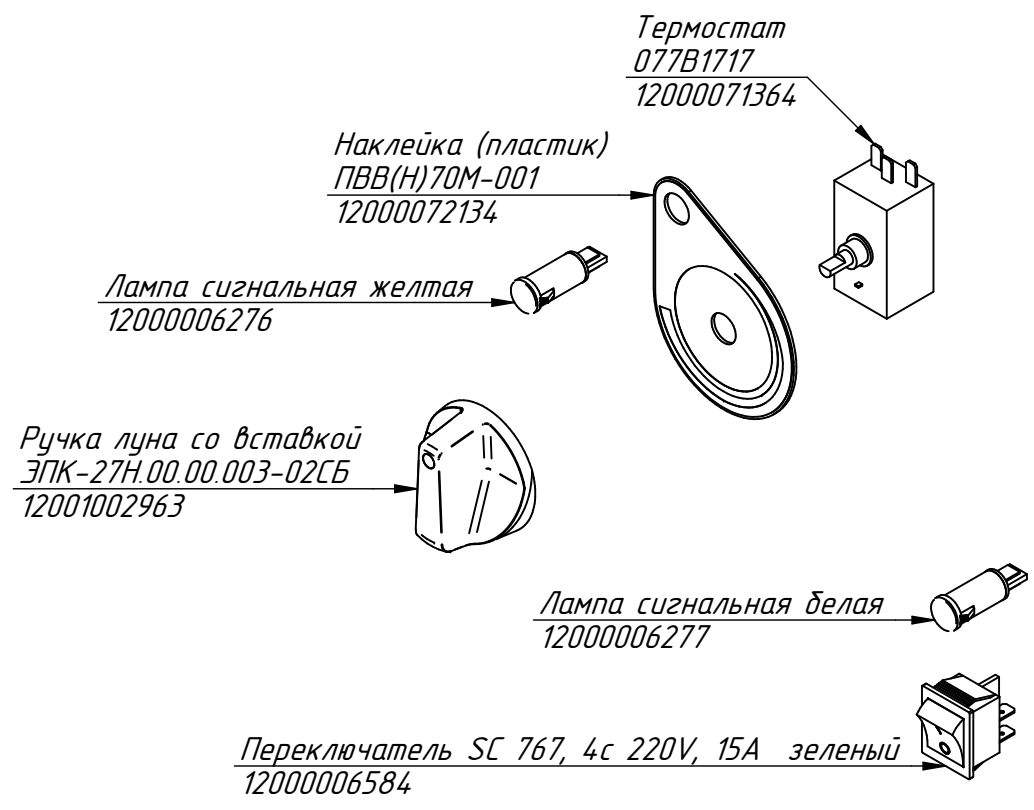 Термостат
077B1717
12000071364
Наклейка (пластик)
ПВВ(Н)70М-001
12000072134
Лампа сигнальная желтая
12000006276
Ручка луна со вставкой
ЭПК-27Н.00.00.003-02СБ
12001002963
Лампа сигнальная белая
12000006277
Переключатель SC 767, 4с 220V, 15А зеленый
12000006584